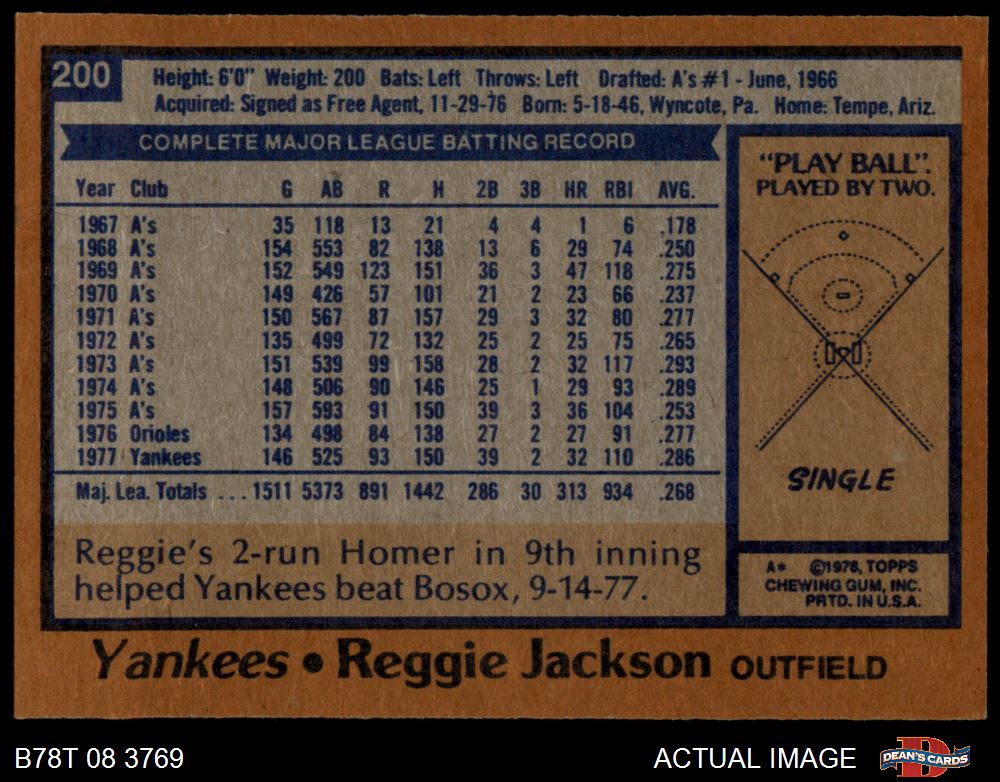 200
Height: 6'0" Weight: 200 Bats: Left Throws: Left Drafted: A's #1 - June, 1966
Acquired: Signed as Free Agent, 11-29-76 Born: 5-18-46, Wyncote, Pa. Home: Tempe, Ariz.
COMPLETE MAJOR LEAGUE BATTING RECORD
Year Club G AB R H 2B 3B HR RBI AVG.
1967 A's 35 118 13 21 4 4 1 6 .178
1968 A's 154 553 82 138 13 6 29 74 .250
1969 A's 152 549 123 151 36 3 47 118 .275
1970 A's 149 426 57 101 21 2 23 66 .237
1971 A's 150 567 87 157 29 3 32 80 .277
1972 A's 135 499 72 132 25 2 25 75 .265
1973 A's 151 539 99 158 28 2 32 117 .293
1974 A's 148 506 90 146 25 1 29 93 .289
1975 A's 157 593 91 150 39 3 36 104 .253
1976 Orioles 134 498 84 138 27 2 27 91 .277
1977 Yankees 146 525 93 150 39 2 32 110 .286
Maj. Lea. Totals ... 1511 5373 891 1442 286 30 313 934 .268
Reggie's 2-run Homer in 9th inning
helped Yankees beat Bosox, 9-14-77.
"PLAY BALL".
PLAYED BY TWO.
SINGLE
A* ©1978, TOPPS
CHEWING GUM, INC.
PRTD. IN U.S.A.
Yankees • Reggie Jackson OUTFIELD
B78T 08 3769
ACTUAL IMAGE
D
DEAN'S CARDS